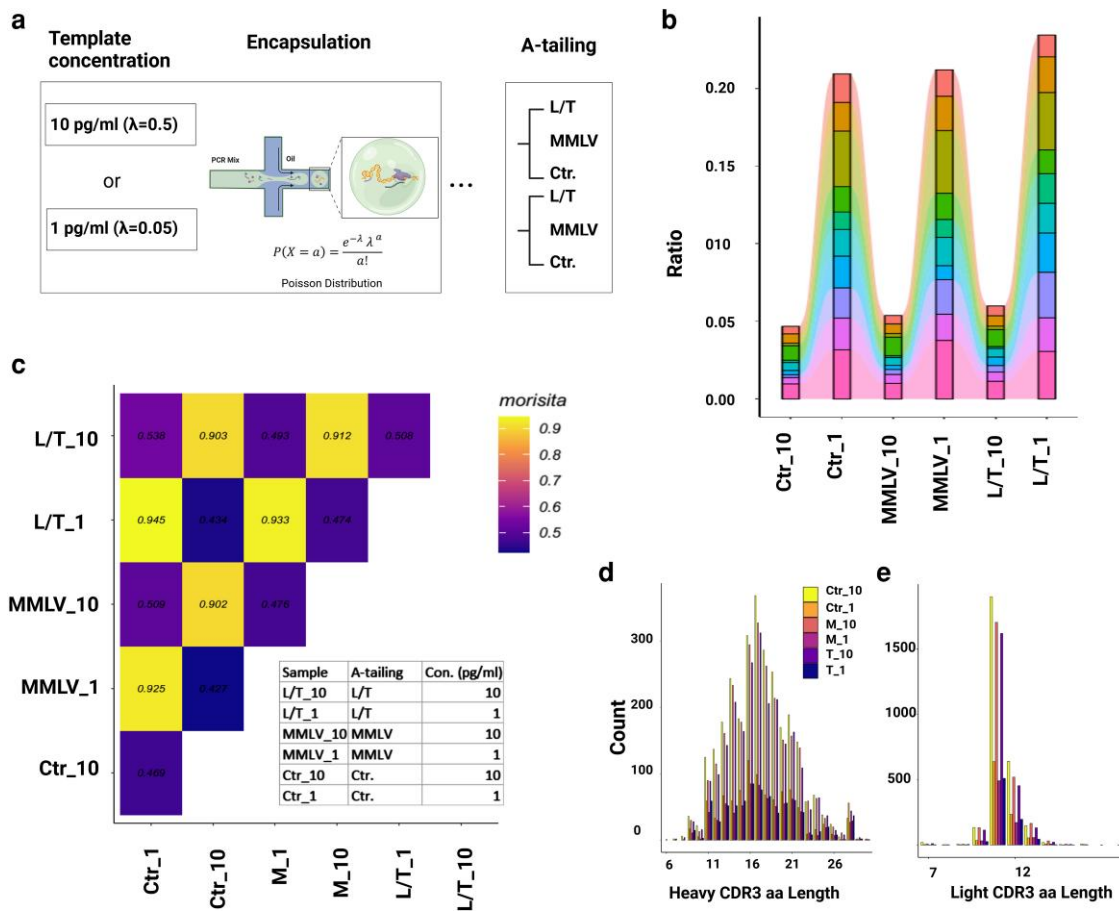 a
Template
concentration
Encapsulation
A-tailing
10 pg/ml (λ=0.5)
or
1 pg/ml (λ=0.05)
PCR Mix
Oil
P(X = a) = e^{-λ} λ^a / a!
Poisson Distribution
...
L/T
MMLV
Ctr.
L/T
MMLV
Ctr.
b
Ratio
0.20
0.15
010
0.05
0.00
Ctr_10
Ctr_1
MMLV_10
MMLV_1
L/T_10
L/T_1
c
L/T_10
L/T_1
MMLV_10
MMLV_1
Ctr_10
0.538 0.903 0.493 0.912 0.508
0.945 0.434 0.933 0.474
0.509 0.902 0.476
0.925 0.427
0.469
Ctr_1
Ctr_10
M_1
M_10
L/T_1
L/T_10
morisita
0.9
0.8
0.7
0.6
0.5
Sample A-tailing Con. (pg/ml)
L/T_10 L/T 10
L/T_1 L/T 1
MMLV_10 MMLV 10
MMLV_1 MMLV 1
Ctr_10 Ctr. 10
Ctr_1 Ctr. 1
d
Count
300
200
100
0
6 11 16 21 26
Heavy CDR3 aa Length
Ctr_10
Ctr_1
M_10
M_1
T_10
T_1
e
1500
1000
500
7 12
Light CDR3 aa Length